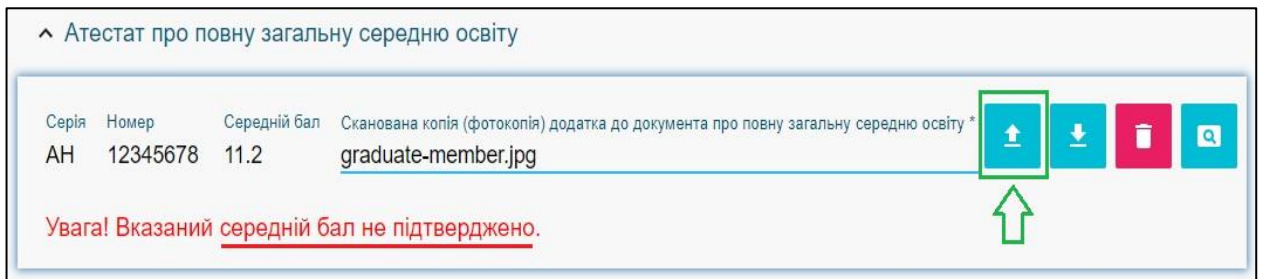 Атестат про повну загальну середню освіту
Серія Номер Середній бал Сканована копія (фотокопія) додатка до документа про повну загальну середню освіту *
АН 12345678 11.2 graduate-member.jpg
Увага! Вказаний середній бал не підтверджено.